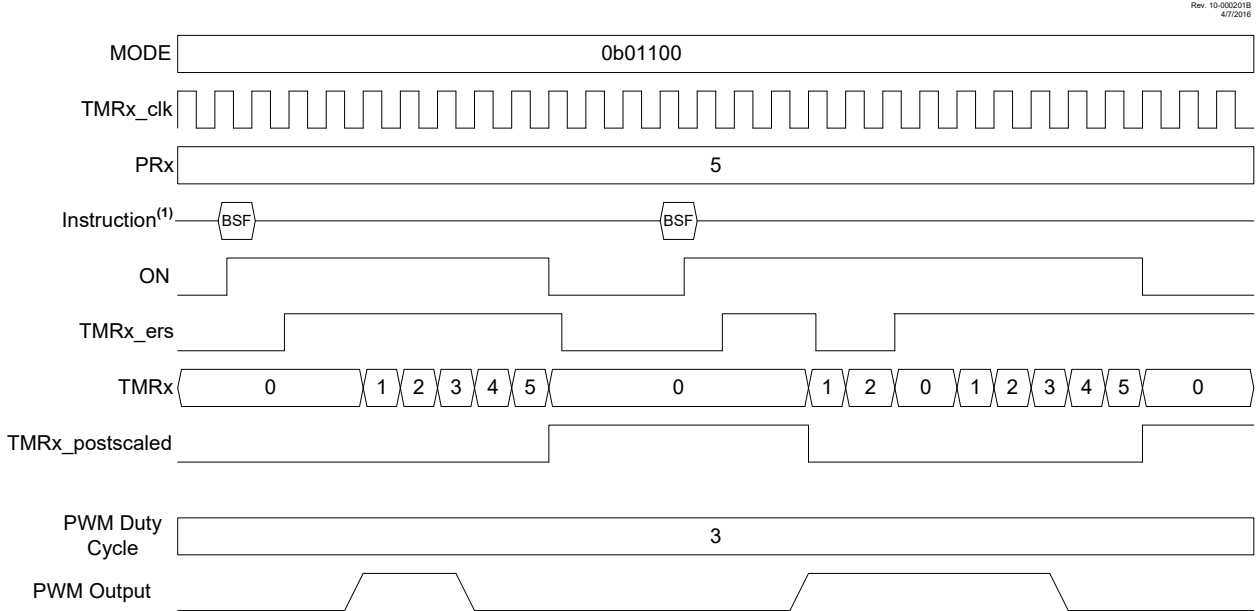 Rev. 10-000201B
4/7/2016
MODE 0b01100
TMRx_clk
PRx 5
Instruction(1) BSF BSF
ON
TMRx_ers
TMRx 0 1 2 3 4 5 0 1 2 0 1 2 3 4 5 0
TMRx_postscaled
PWM Duty
Cycle 3
PWM Output